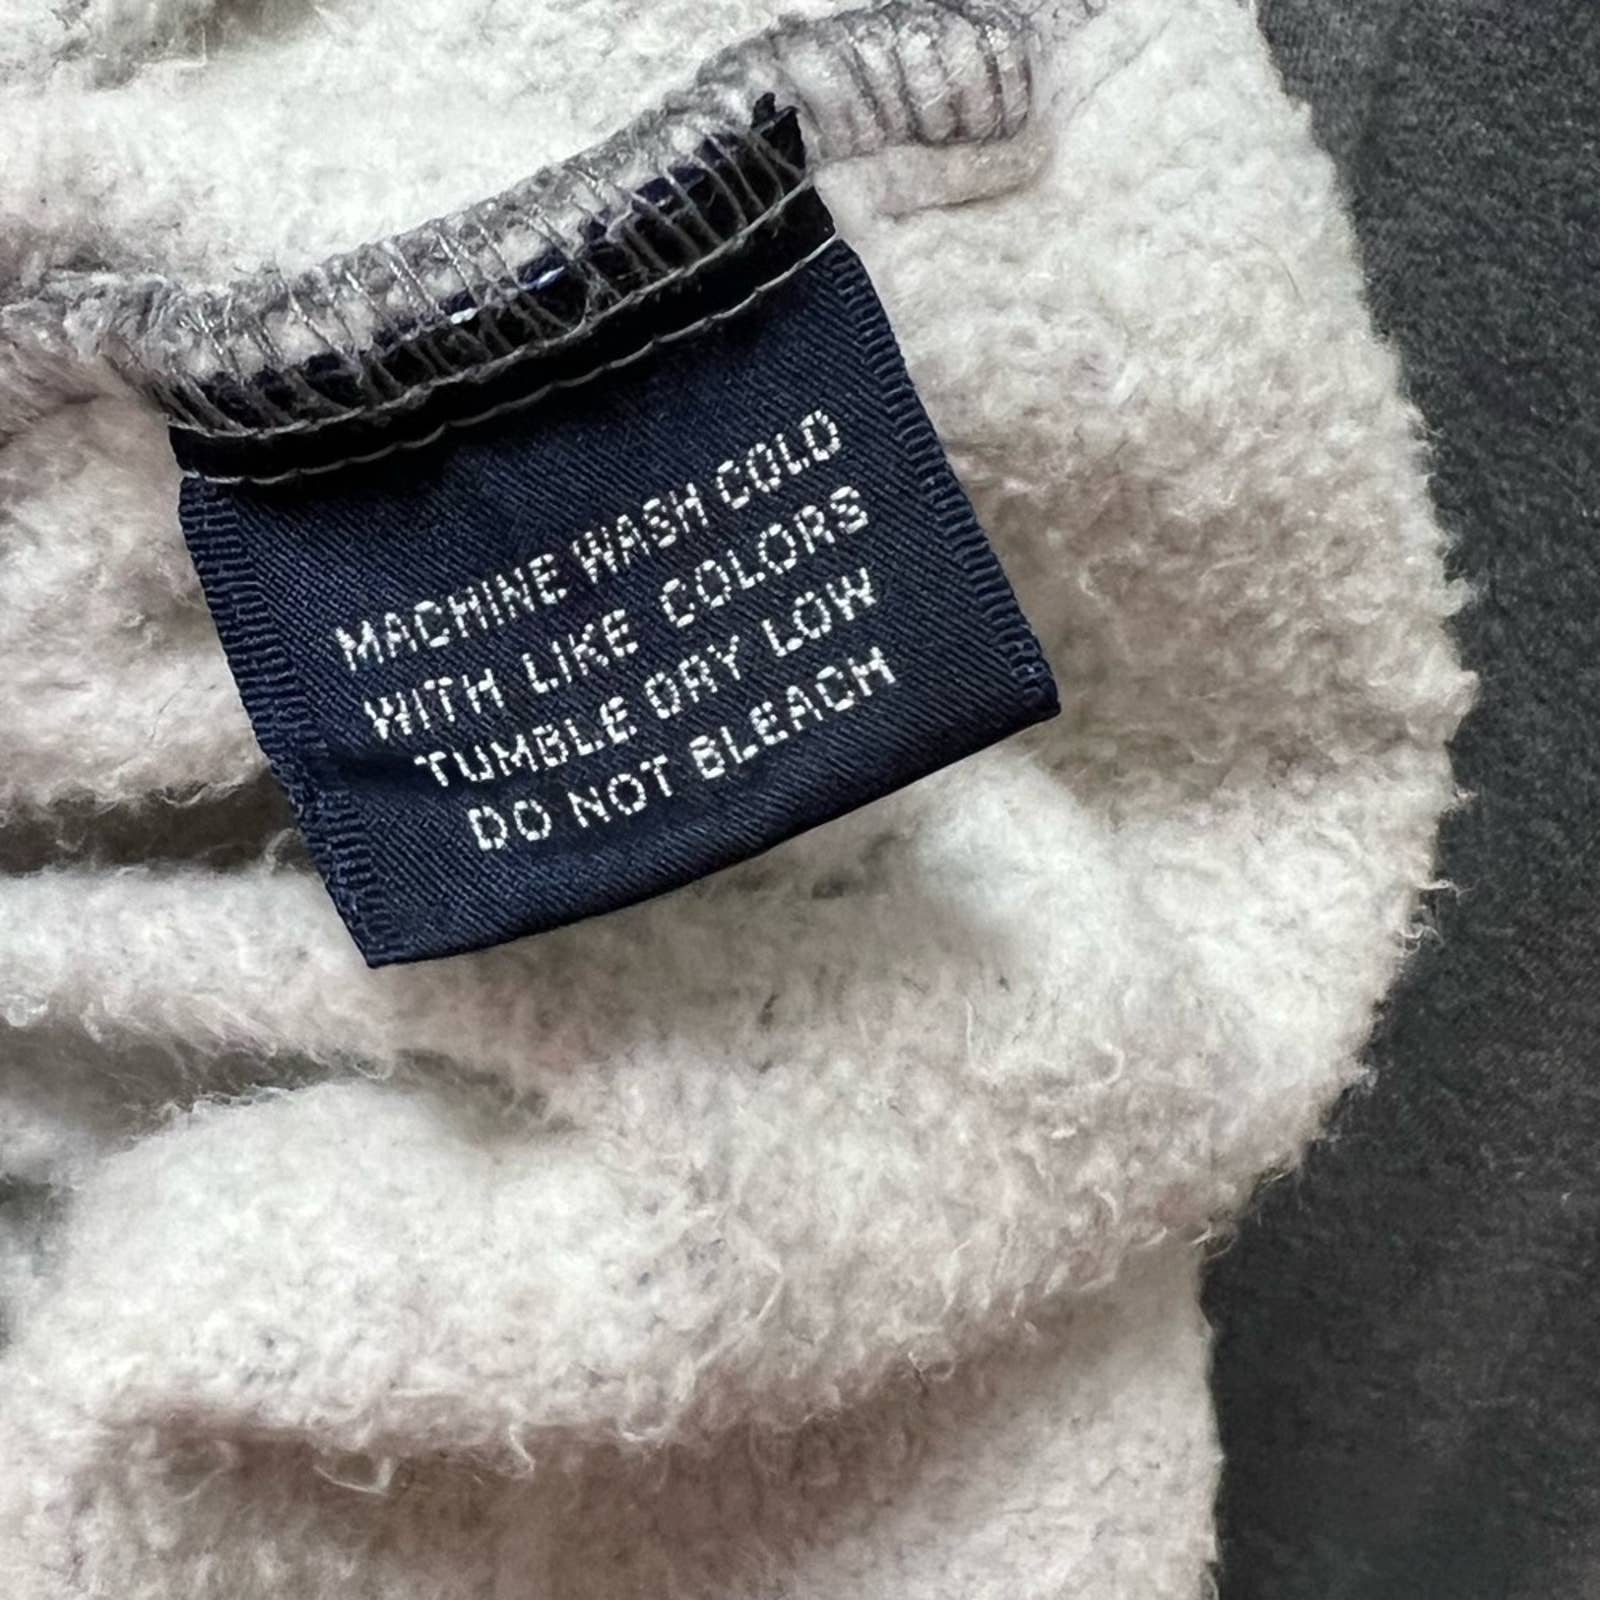 MACHINE WASH COLD
WITH LIKE COLORS
TUMBLE DRY LOW
DO NOT BLEACH